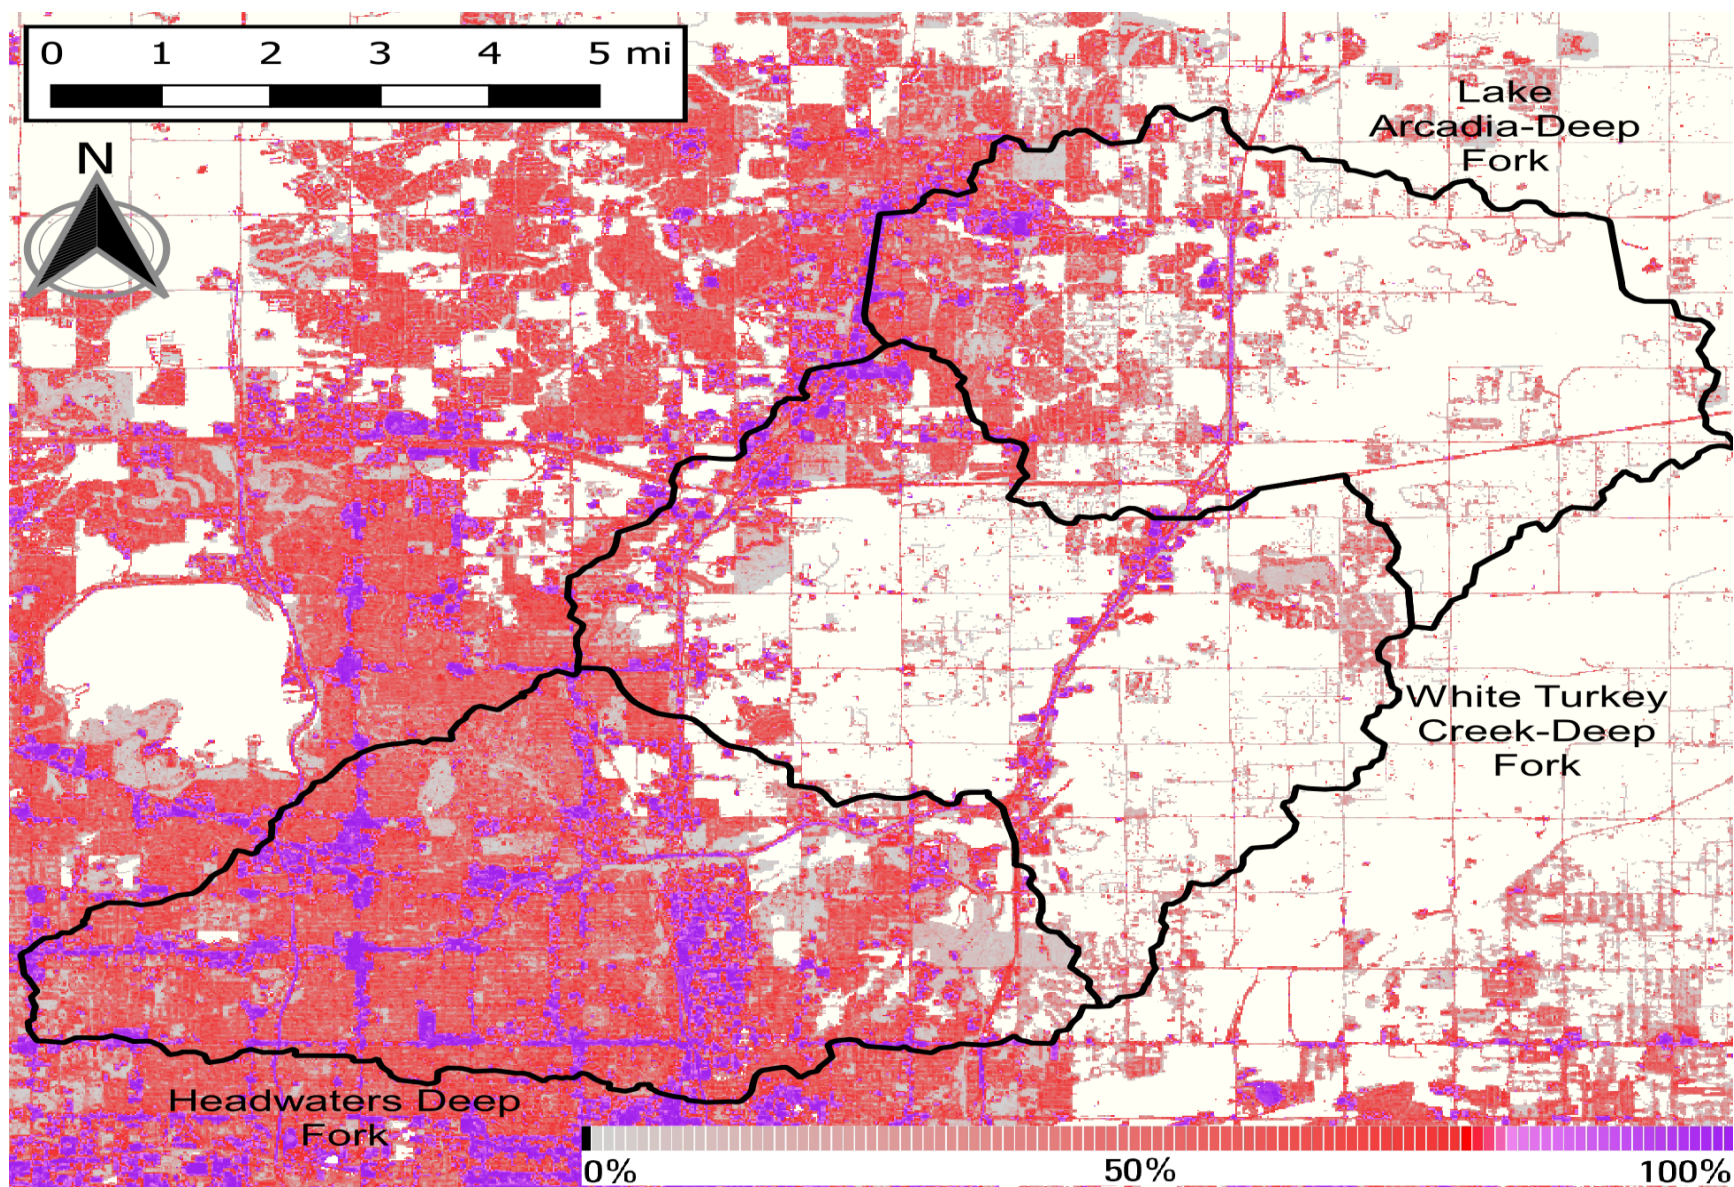 0 1 2 3 4 5 mi
N
Lake
Arcadia-Deep
Fork
White Turkey
Creek-Deep
Fork
Headwaters Deep
Fork
0% 50% 100%